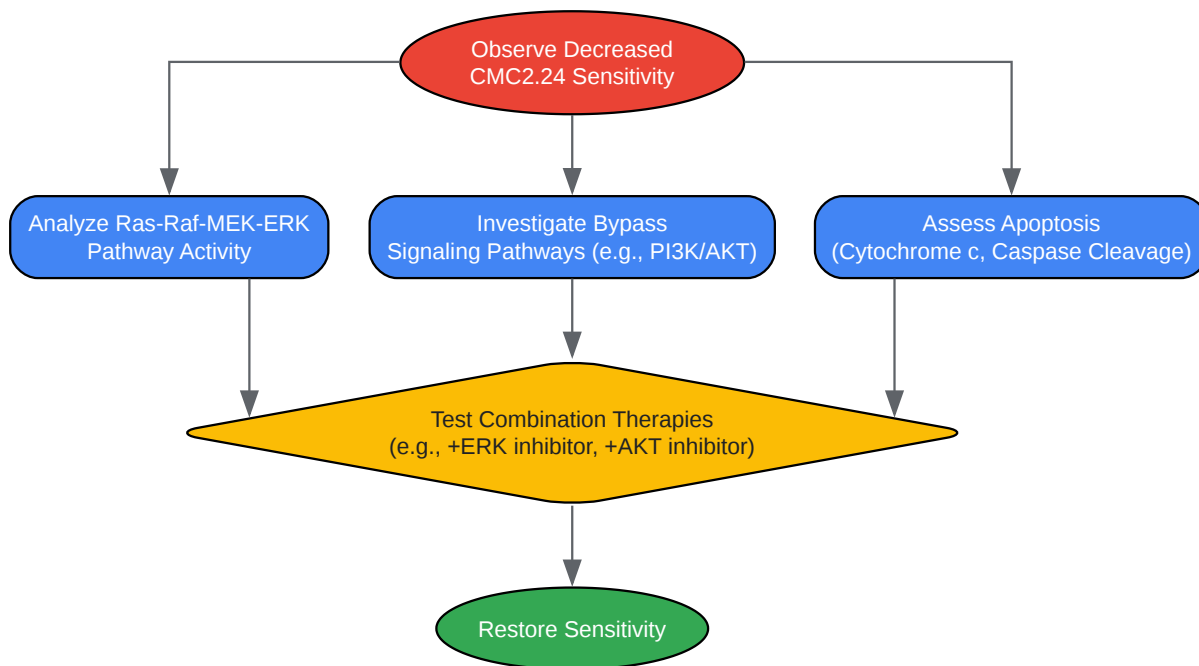 Observe Decreased
CMC2.24 Sensitivity
Analyze Ras-Raf-MEK-ERK
Pathway Activity
Investigate Bypass
Signaling Pathways (e.g., PI3K/AKT)
Assess Apoptosis
(Cytochrome c, Caspase Cleavage)
Test Combination Therapies
(e.g., +ERK inhibitor, +AKT inhibitor)
Restore Sensitivity